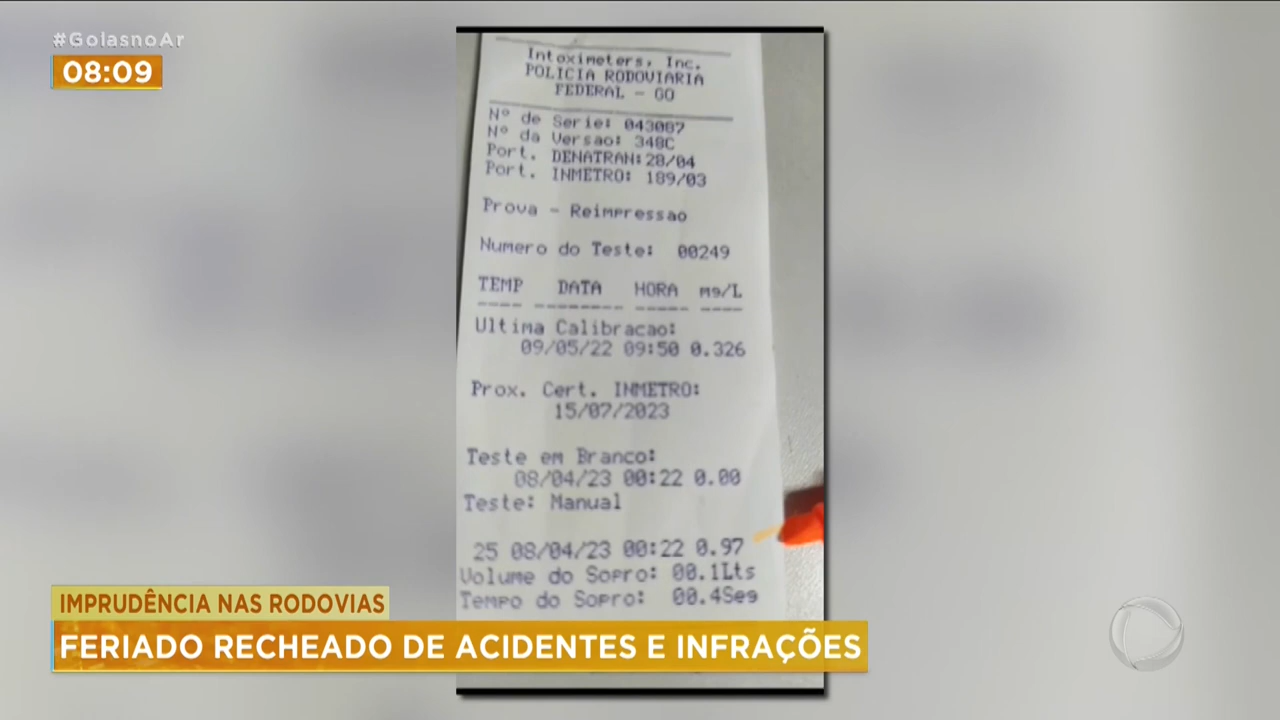 #GoiásnoAr
08:09
Intoximeters, Inc.
POLICIA RODOVIARIA
FEDERAL - GO
Nº de Serie: 043087
Nº da Versao: 348C
Port. DENATRAN:28/04
Port. INMETRO: 189/03
Prova - Reimpressao
Numero do Teste: 00249
TEMP DATA HORA mg/L
---- -------- ----- ----
Ultima Calibracao:
09/05/22 09:50 0.326
Prox. Cert. INMETRO:
15/07/2023
Teste em Branco:
08/04/23 00:22 0.00
Teste: Manual
25 08/04/23 00:22 0.97
Volume do Sopro: 00.1Lts
Tempo do Sopro: 00.4Seg
IMPRUDÊNCIA NAS RODOVIAS
FERIADO RECHEADO DE ACIDENTES E INFRAÇÕES